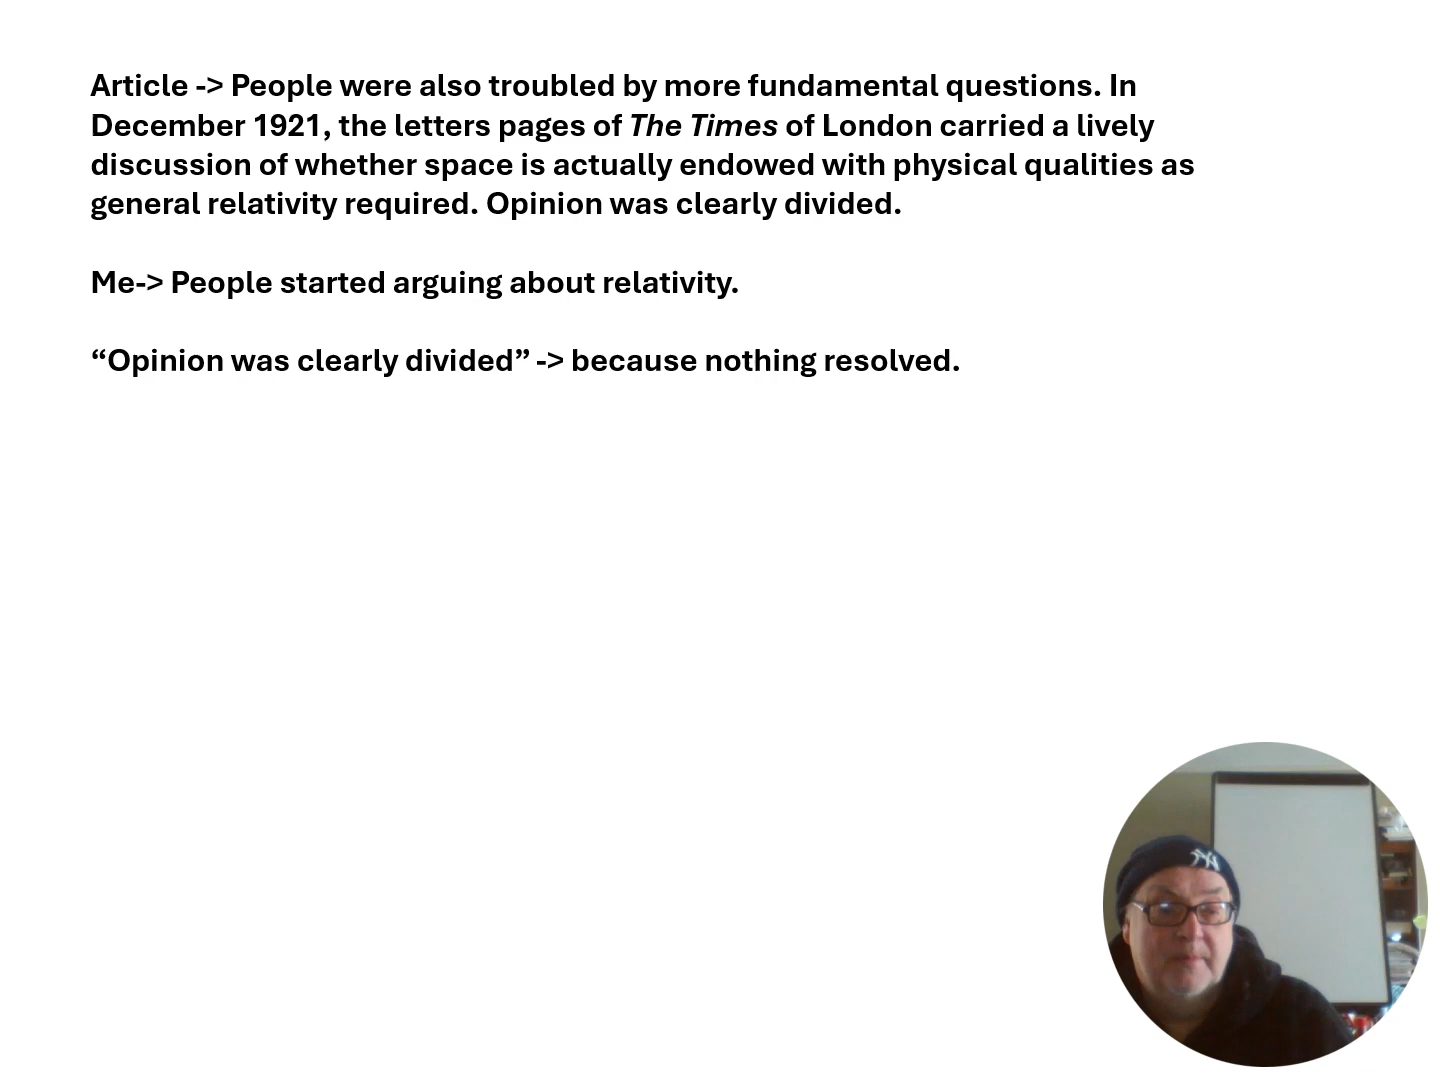 Article -> People were also troubled by more fundamental questions. In
December 1921, the letters pages of The Times of London carried a lively
discussion of whether space is actually endowed with physical qualities as
general relativity required. Opinion was clearly divided.
Me-> People started arguing about relativity.
“Opinion was clearly divided” -> because nothing resolved.
NY